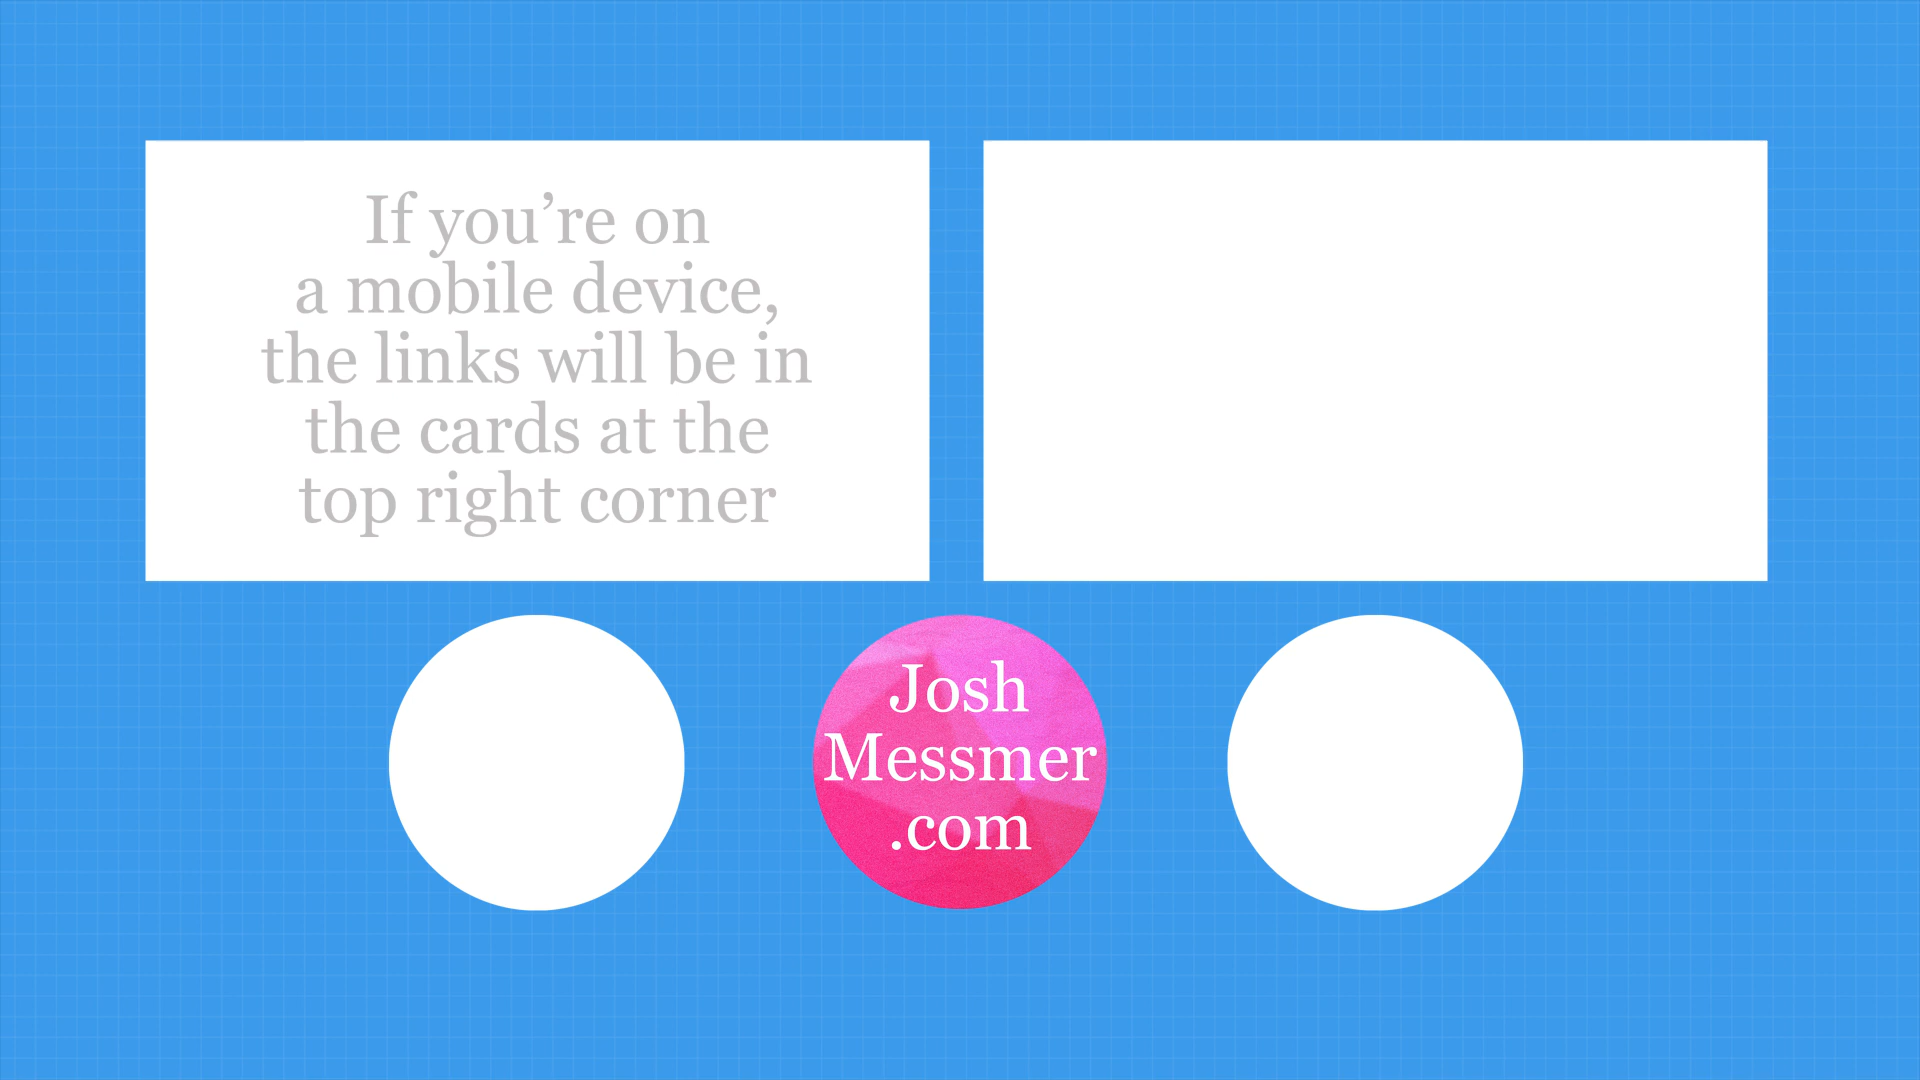 If you’re on
a mobile device,
the links will be in
the cards at the
top right corner
Josh
Messmer
.com